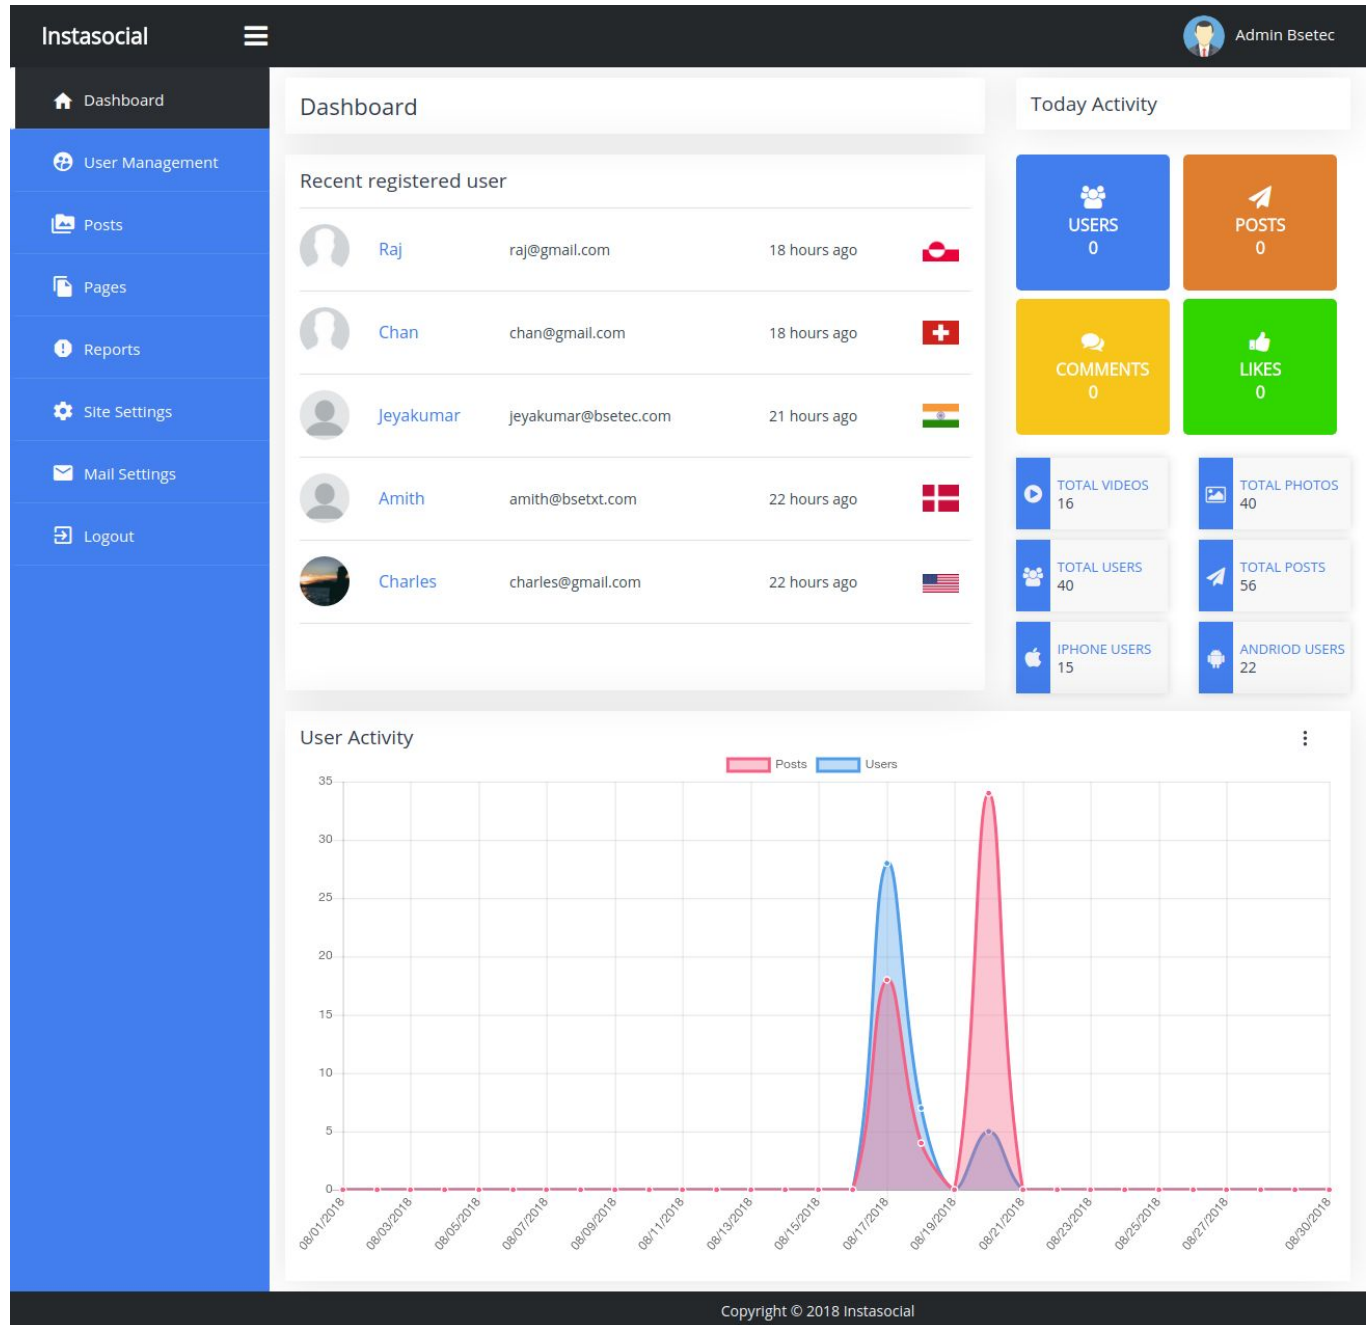 Instasocial
Admin Bsetec
Dashboard
User Management
Posts
Pages
Reports
Site Settings
Mail Settings
Logout
Dashboard
Recent registered user
Raj raj@gmail.com 18 hours ago
Chan chan@gmail.com 18 hours ago
Jeyakumar jeyakumar@bsetec.com 21 hours ago
Amith amith@bsetxt.com 22 hours ago
Charles charles@gmail.com 22 hours ago
Today Activity
USERS
0
POSTS
0
COMMENTS
0
LIKES
0
TOTAL VIDEOS
16
TOTAL PHOTOS
40
TOTAL USERS
40
TOTAL POSTS
56
IPHONE USERS
15
ANDRIOD USERS
22
User Activity
Posts Users
35
30
25
20
15
10
5
0
08/01/2018 08/03/2018 08/05/2018 08/07/2018 08/09/2018 08/11/2018 08/13/2018 08/15/2018 08/17/2018 08/19/2018 08/21/2018 08/23/2018 08/25/2018 08/27/2018 08/30/2018
Copyright © 2018 Instasocial